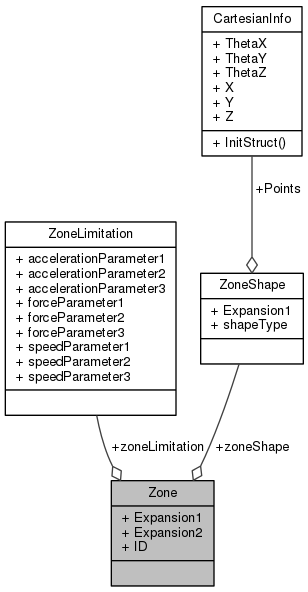 CartesianInfo
+ ThetaX
+ ThetaY
+ ThetaZ
+ X
+ Y
+ Z
+ InitStruct()
+Points
ZoneLimitation
+ accelerationParameter1
+ accelerationParameter2
+ accelerationParameter3
+ forceParameter1
+ forceParameter2
+ forceParameter3
+ speedParameter1
+ speedParameter2
+ speedParameter3
ZoneShape
+ Expansion1
+ shapeType
+zoneLimitation
+zoneShape
Zone
+ Expansion1
+ Expansion2
+ ID